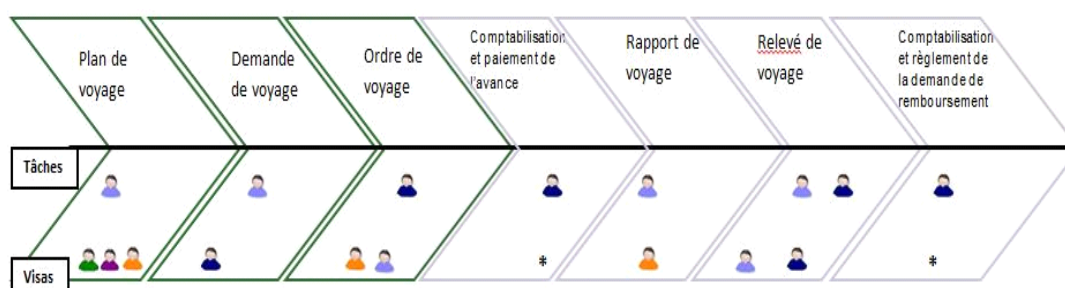 Plan de
voyage
Demande
de voyage
Ordre de
voyage
Comptabilisation
et paiement de
l'avance
Rapport de
voyage
Relevé de
voyage
Comptabilisation
et règlement de
la demande de
remboursement
Tâches
Visas
*
*